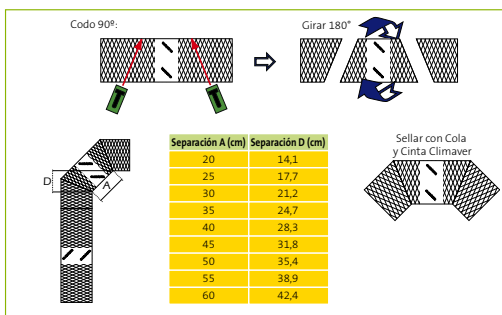 Codo 90º:
Girar 180°
Sellar con Cola
y Cinta Climaver
D
A
Separación A (cm) Separación D (cm)
20 14,1
25 17,7
30 21,2
35 24,7
40 28,3
45 31,8
50 35,4
55 38,9
60 42,4